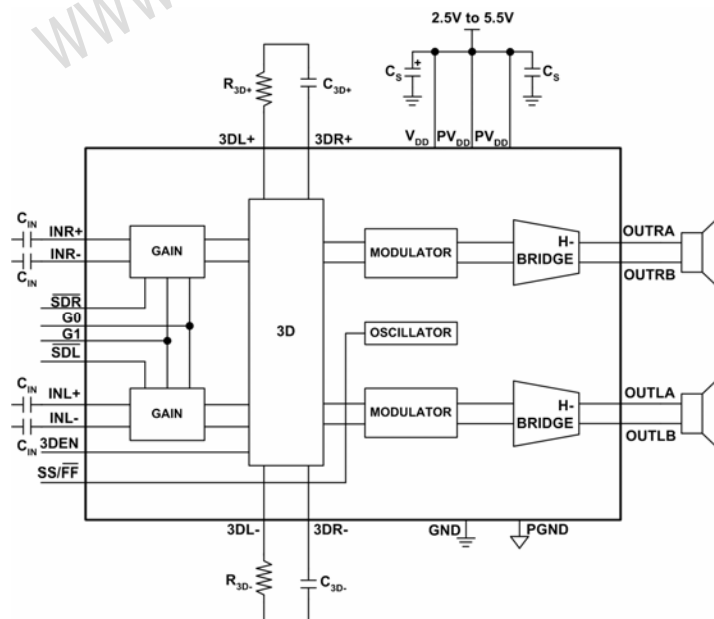 WWW
2.5V to 5.5V
CS
+
CS
R3D+
C3D+
3DL+
3DR+
VDD
PVDD
PVDD
CIN
INR+
INR-
CIN
GAIN
MODULATOR
H-
BRIDGE
OUTRA
OUTRB
SDR
G0
G1
SDL
3D
OSCILLATOR
CIN
INL+
INL-
CIN
3DEN
SS/FF
GAIN
MODULATOR
H-
BRIDGE
OUTLA
OUTLB
3DL-
3DR-
GND
PGND
R3D-
C3D-